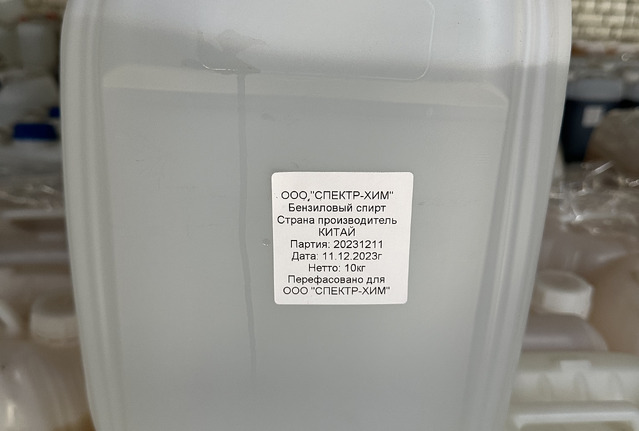 ООО,"СПЕКТР-ХИМ"
Бензиловый спирт
Страна производитель
КИТАЙ
Партия: 20231211
Дата: 11.12.2023г
Нетто: 10кг
Перефасовано для
ООО "СПЕКТР-ХИМ"